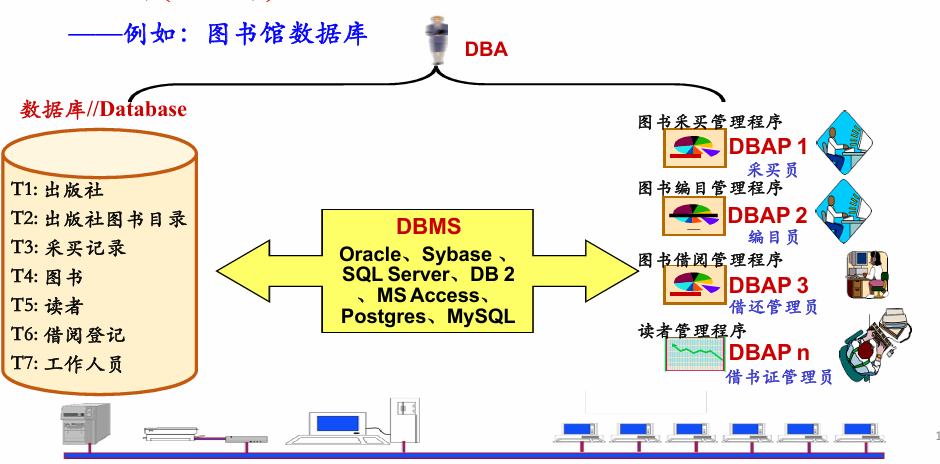 ——例如：图书馆数据库
DBA
数据库//Database
T1: 出版社
T2: 出版社图书目录
T3: 采买记录
T4: 图书
T5: 读者
T6: 借阅登记
T7: 工作人员
DBMS
Oracle、Sybase 、
SQL Server、DB 2
、MS Access、
Postgres、MySQL
图书采买管理程序
DBAP 1
采买员
图书编目管理程序
DBAP 2
编目员
图书借阅管理程序
DBAP 3
借还管理员
读者管理程序
DBAP n
借书证管理员
1